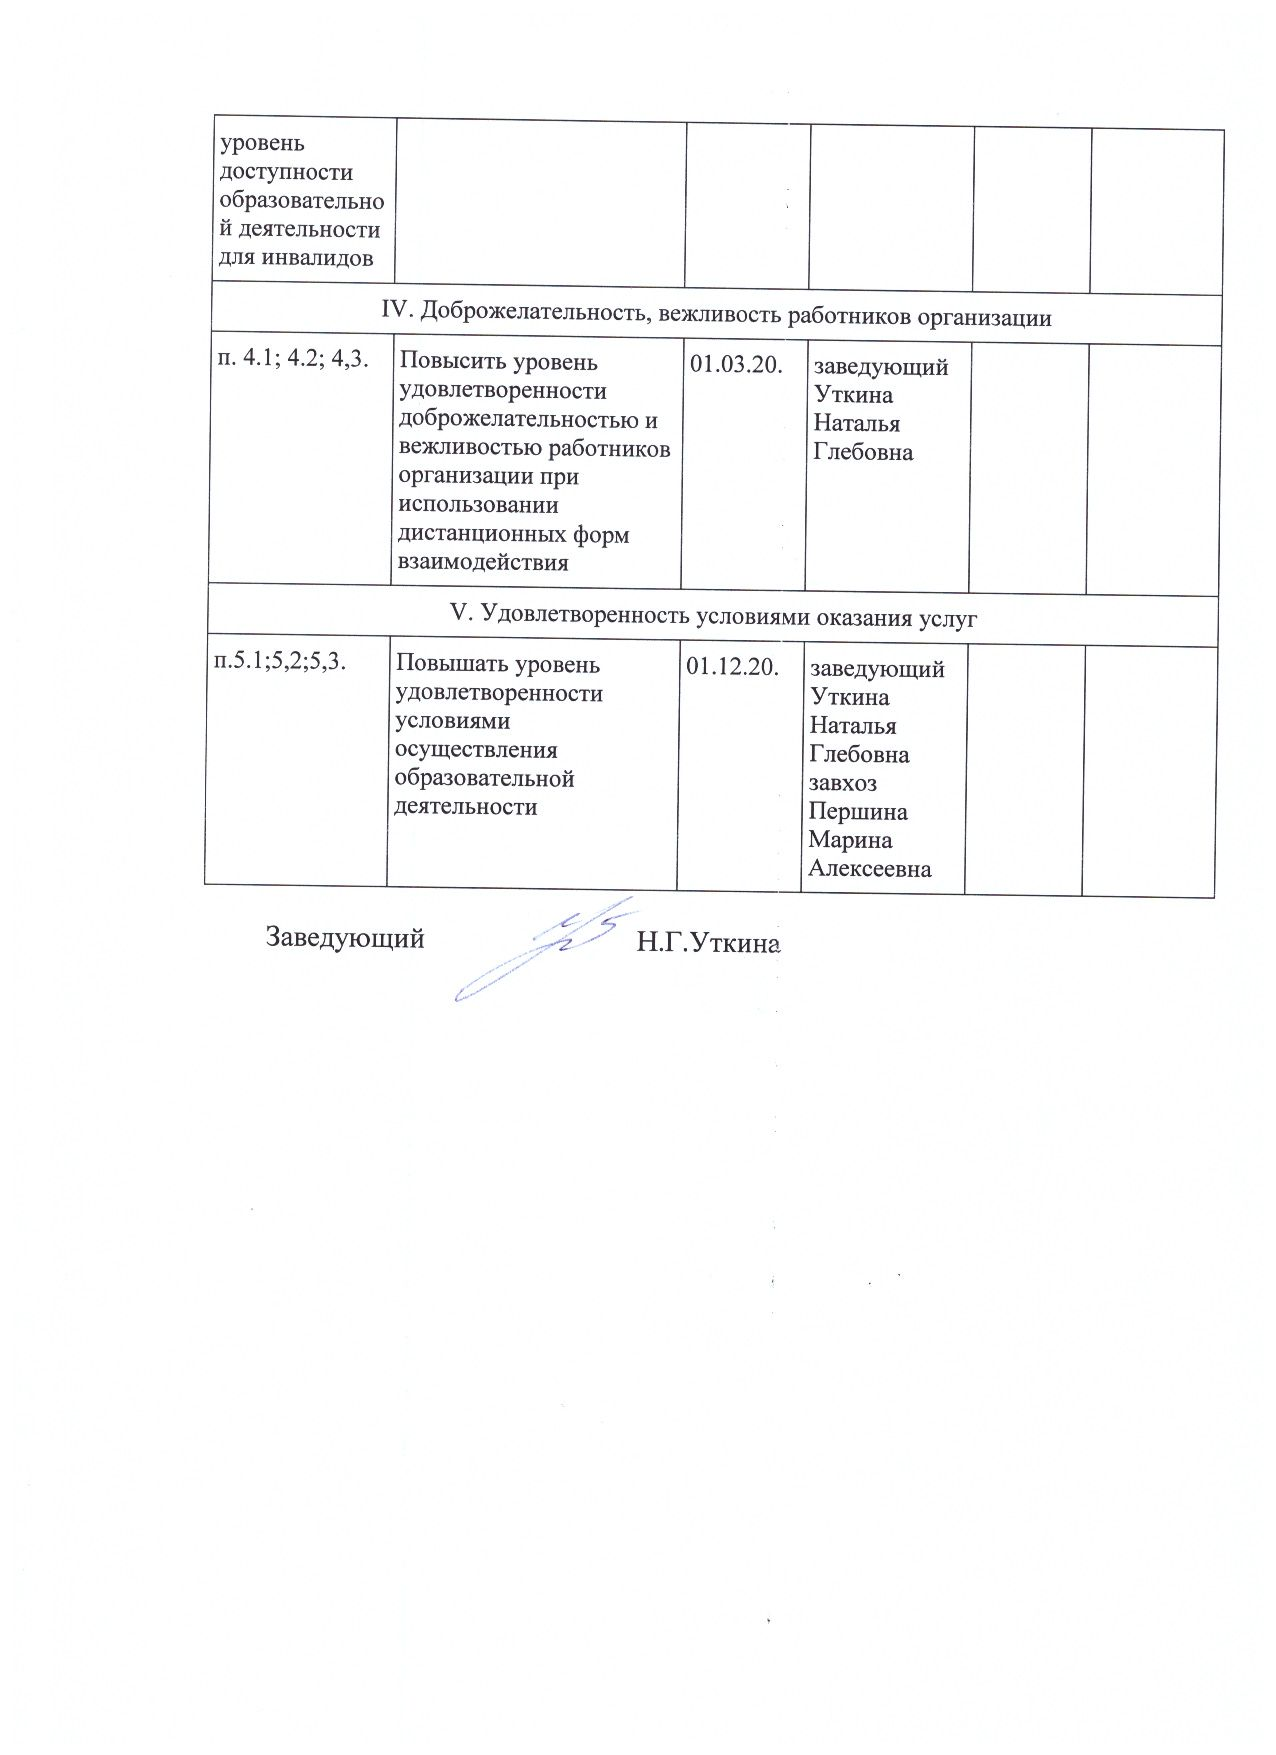 уровень
доступности
образовательно
й деятельности
для инвалидов
IV. Доброжелательность, вежливость работников организации
п. 4.1; 4.2; 4,3.
Повысить уровень
удовлетворенности
доброжелательностью и
вежливостью работников
организации при
использовании
дистанционных форм
взаимодействия
01.03.20.
заведующий
Уткина
Наталья
Глебовна
V. Удовлетворенность условиями оказания услуг
п.5.1;5,2;5,3.
Повышать уровень
удовлетворенности
условиями
осуществления
образовательной
деятельности
01.12.20.
заведующий
Уткина
Наталья
Глебовна
завхоз
Першина
Марина
Алексеевна
Заведующий Н.Г.Уткина